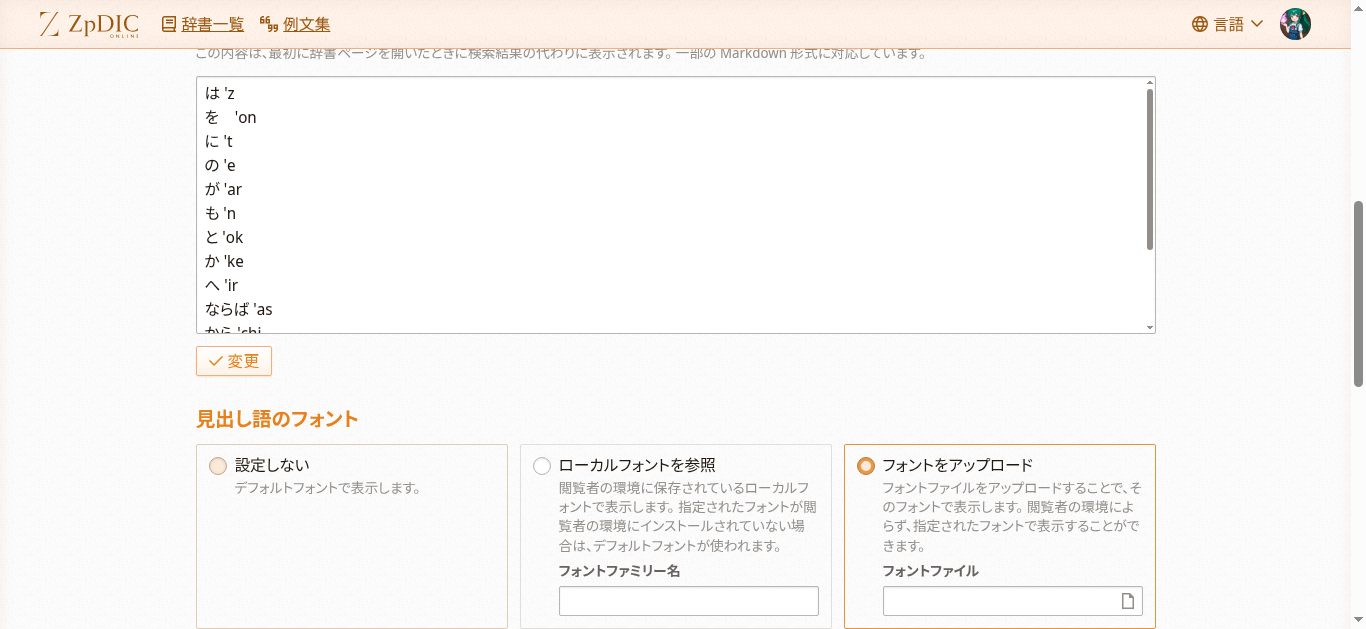 ZpDIC ONLINE 辞書一覧 例文集 言語
この内容は、最初に辞書ページを開いたときに検索結果の代わりに表示されます。一部の Markdown 形式に対応しています。
は 'z
を　'on
に 't
の 'e
が 'ar
も 'n
と 'ok
か 'ke
へ 'ir
ならば 'as
から 'chi
変更
見出し語のフォント
設定しない
デフォルトフォントで表示します。
ローカルフォントを参照
閲覧者の環境に保存されているローカルフ
ォントで表示します。指定されたフォントが閲
覧者の環境にインストールされていない場
合は、デフォルトフォントが使われます。
フォントファミリー名
フォントをアップロード
フォントファイルをアップロードすることで、そ
のフォントで表示します。閲覧者の環境によ
らず、指定されたフォントで表示することがで
きます。
フォントファイル